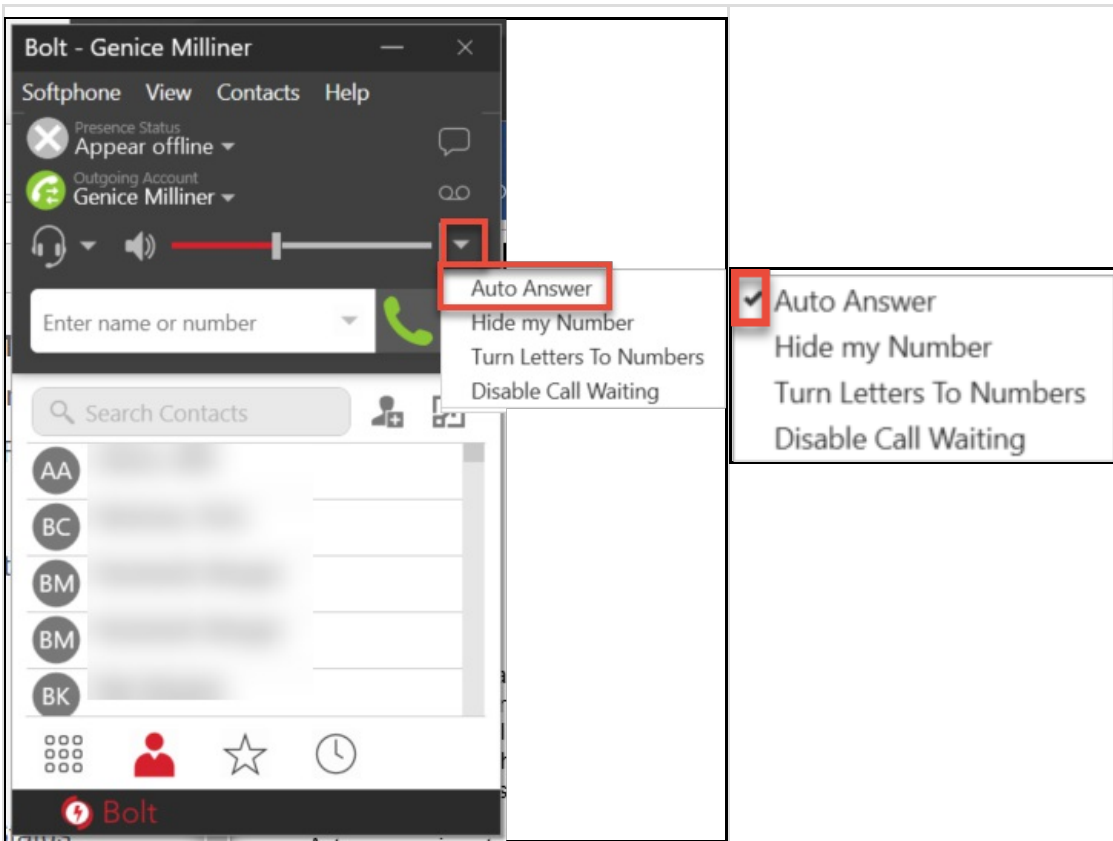 Bolt - Genice Milliner
Softphone View Contacts Help
Presence Status
Appear offline
Outgoing Account
Genice Milliner
Enter name or number
Auto Answer
Hide my Number
Turn Letters To Numbers
Disable Call Waiting
Search Contacts
AA
BC
BM
BM
BK
Bolt
Auto Answer
Hide my Number
Turn Letters To Numbers
Disable Call Waiting